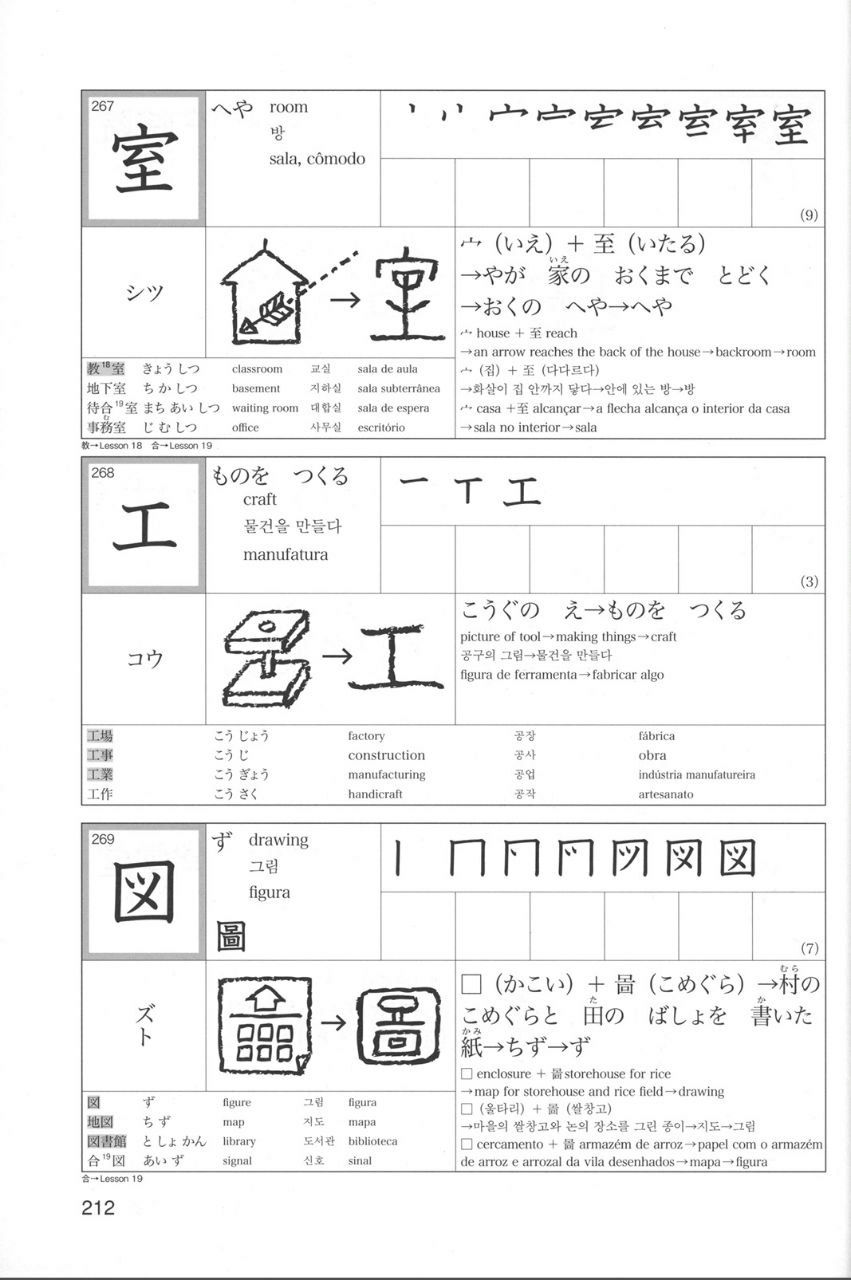 267
室
へや room
방
sala, cômodo
(9)
シツ
宀（いえ）＋ 至（いたる）
→やが 家の おくまで とどく
いえ
→おくの へや→へや
宀 house + 至 reach
→an arrow reaches the back of the house→backroom→room
宀 (집) + 至 (다다르다)
→화살이 집 안까지 닿다→안에 있는 방→방
宀 casa +至 alcançar→a flecha alcança o interior da casa
→sala no interior→sala
教18室 きょう しつ classroom 교실 sala de aula
地下室 ち か しつ basement 지하실 sala subterrânea
待合19室 まち あい しつ waiting room 대합실 sala de espera
事務室 じ むしつ office 사무실 escritório
む
教→Lesson 18 合→Lesson 19
268
工
ものを つくる
craft
물건을 만들다
manufatura
一 丅 工
(3)
コウ
工
こうぐの え→ものを つくる
picture of tool→making things→craft
공구의 그림→물건을 만들다
figura de ferramenta→fabricar algo
工場 こう じょう factory 공장 fábrica
工事 こう じ construction 공사 obra
工業 こう ぎょう manufacturing 공업 indústria manufatureira
工作 こう さく handicraft 공작 artesanato
269
図
ず drawing
그림
figura
圖
(7)
ズ
ト
□（かこい）＋ 啚（こめぐら）→村の
むら
こめぐらと 田の ばしょを 書いた
た か
紙→ちず→ず
かみ
□ enclosure + 啚 storehouse for rice
→map for storehouse and rice field→drawing
□ (울타리) + 啚 (쌀창고)
→마을의 쌀창고와 논의 장소를 그린 종이→지도→그림
□ cercamento + 啚 armazém de arroz→papel com o armazém
de arroz e arrozal da vila desenhados→mapa→figura
図 ず figure 그림 figura
地図 ち ず map 지도 mapa
図書館 と しょ かん library 도서관 biblioteca
合19図 あい ず signal 신호 sinal
合→Lesson 19
212